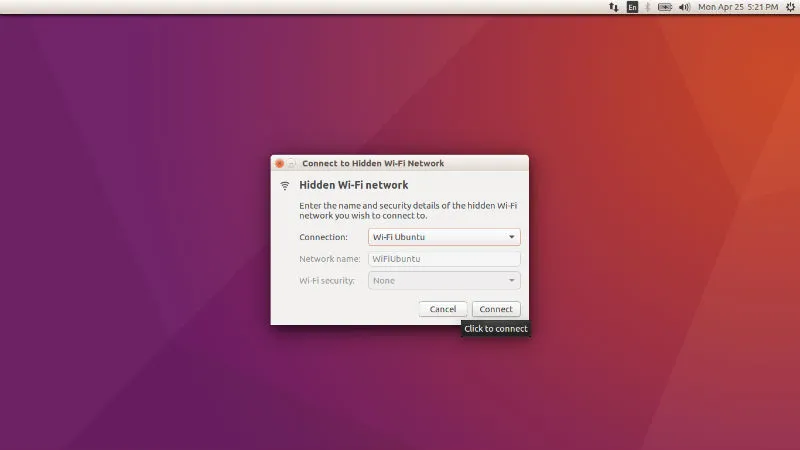 En
Mon Apr 25 5:21 PM
Connect to Hidden Wi-Fi Network
Hidden Wi-Fi network
Enter the name and security details of the hidden Wi-Fi
network you wish to connect to.
Connection: Wi-Fi Ubuntu
Network name: WiFiUbuntu
Wi-Fi security: None
Cancel Connect
Click to connect